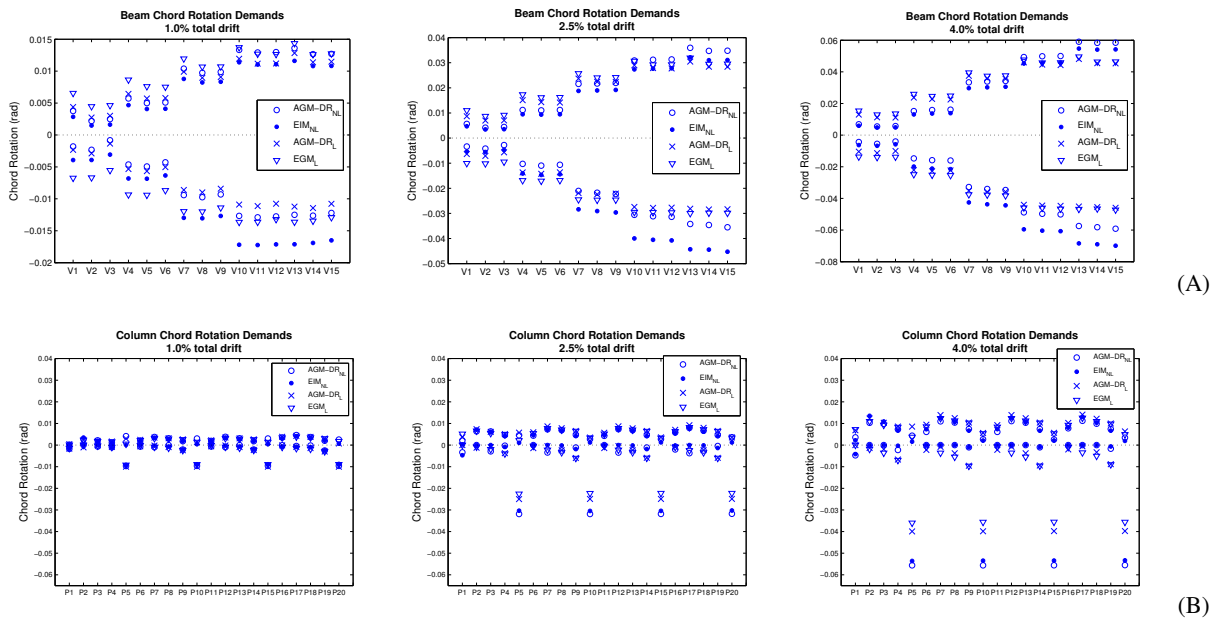 Beam Chord Rotation Demands
1.0% total drift
0.015
0.01
0.005
0
−0.005
−0.01
−0.015
−0.02
Chord Rotation (rad)
AGM−DR_NL
EIM_NL
AGM−DR_L
EGM_L
V1 V2 V3 V4 V5 V6 V7 V8 V9 V10 V11 V12 V13 V14 V15
Beam Chord Rotation Demands
2.5% total drift
0.04
0.03
0.02
0.01
0
−0.01
−0.02
−0.03
−0.04
−0.05
Chord Rotation (rad)
AGM−DR_NL
EIM_NL
AGM−DR_L
EGM_L
V1 V2 V3 V4 V5 V6 V7 V8 V9 V10 V11 V12 V13 V14 V15
Beam Chord Rotation Demands
4.0% total drift
0.06
0.04
0.02
0
−0.02
−0.04
−0.06
−0.08
Chord Rotation (rad)
AGM−DR_NL
EIM_NL
AGM−DR_L
EGM_L
V1 V2 V3 V4 V5 V6 V7 V8 V9 V10 V11 V12 V13 V14 V15
(A)
Column Chord Rotation Demands
1.0% total drift
0.04
0.03
0.02
0.01
0
−0.01
−0.02
−0.03
−0.04
−0.05
−0.06
Chord Rotation (rad)
AGM−DR_NL
EIM_NL
AGM−DR_L
EGM_L
P1 P2 P3 P4 P5 P6 P7 P8 P9 P10 P11 P12 P13 P14 P15 P16 P17 P18 P19 P20
Column Chord Rotation Demands
2.5% total drift
0.04
0.03
0.02
0.01
0
−0.01
−0.02
−0.03
−0.04
−0.05
−0.06
Chord Rotation (rad)
AGM−DR_NL
EIM_NL
AGM−DR_L
EGM_L
P1 P2 P3 P4 P5 P6 P7 P8 P9 P10 P11 P12 P13 P14 P15 P16 P17 P18 P19 P20
Column Chord Rotation Demands
4.0% total drift
0.04
0.03
0.02
0.01
0
−0.01
−0.02
−0.03
−0.04
−0.05
−0.06
Chord Rotation (rad)
AGM−DR_NL
EIM_NL
AGM−DR_L
EGM_L
P1 P2 P3 P4 P5 P6 P7 P8 P9 P10 P11 P12 P13 P14 P15 P16 P17 P18 P19 P20
(B)